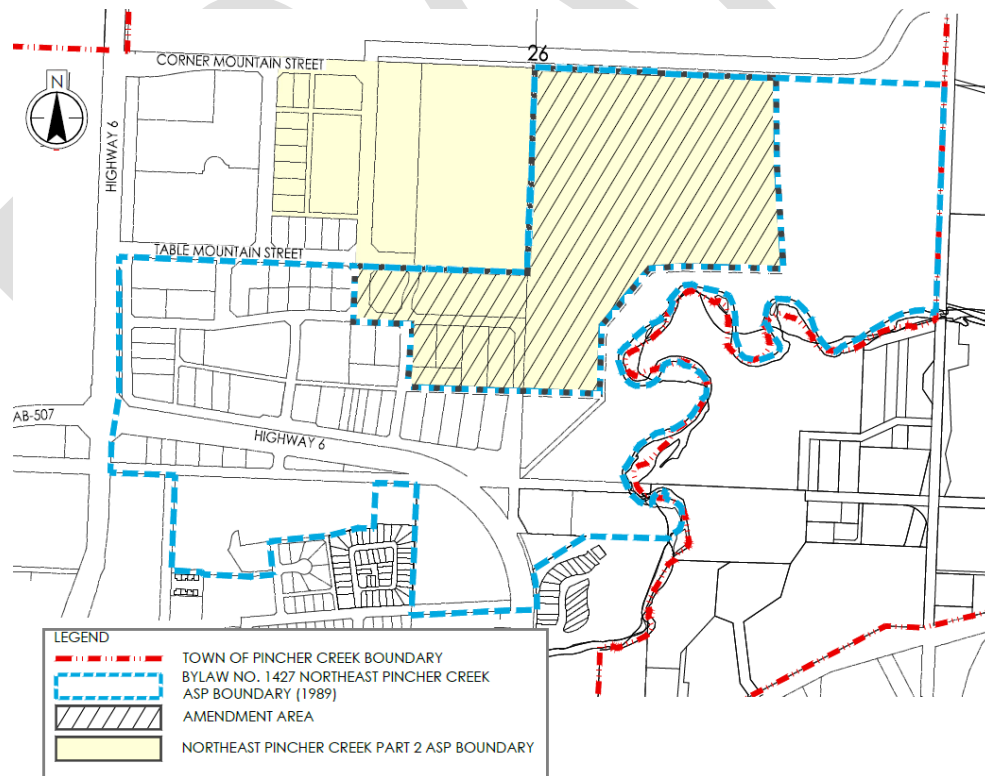 26
CORNER MOUNTAIN STREET
N
HIGHWAY 6
TABLE MOUNTAIN STREET
AB-507
HIGHWAY 6
LEGEND
TOWN OF PINCHER CREEK BOUNDARY
BYLAW NO. 1427 NORTHEAST PINCHER CREEK
ASP BOUNDARY (1989)
AMENDMENT AREA
NORTHEAST PINCHER CREEK PART 2 ASP BOUNDARY